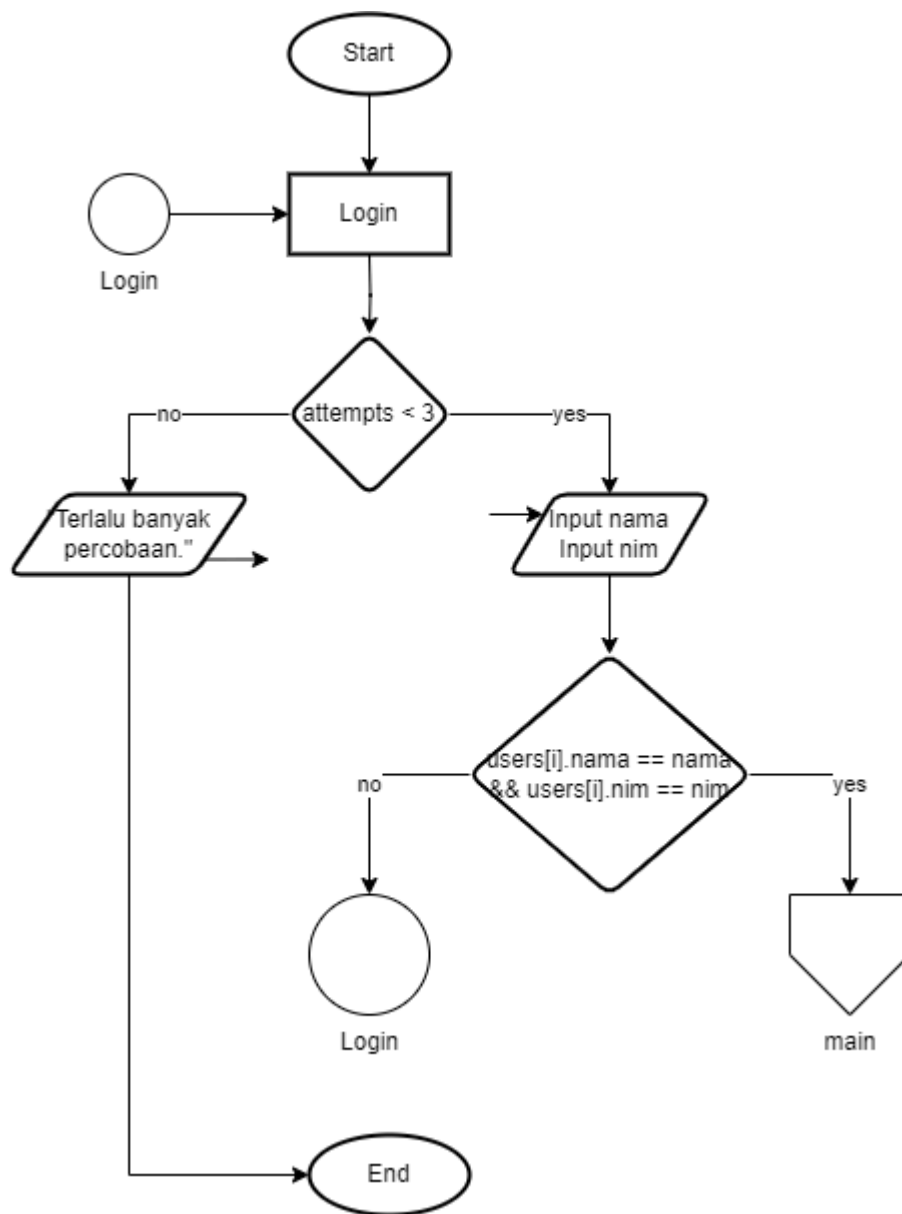 Start
Login
Login
attempts < 3
no
yes
"Terlalu banyak
percobaan."
Input nama
Input nim
users[i].nama == nama
&& users[i].nim == nim
no
yes
Login
main
End